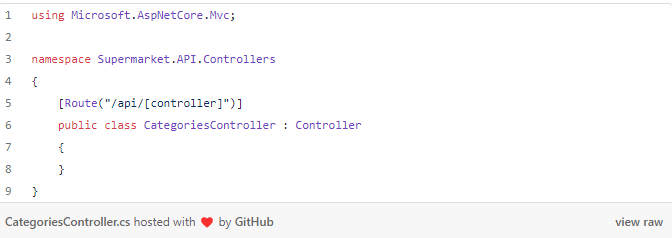 1 using Microsoft.AspNetCore.Mvc;
2
3 namespace Supermarket.API.Controllers
4 {
5     [Route("/api/[controller]")]
6     public class CategoriesController : Controller
7     {
8     }
9 }
CategoriesController.cs hosted with ❤ by GitHub view raw